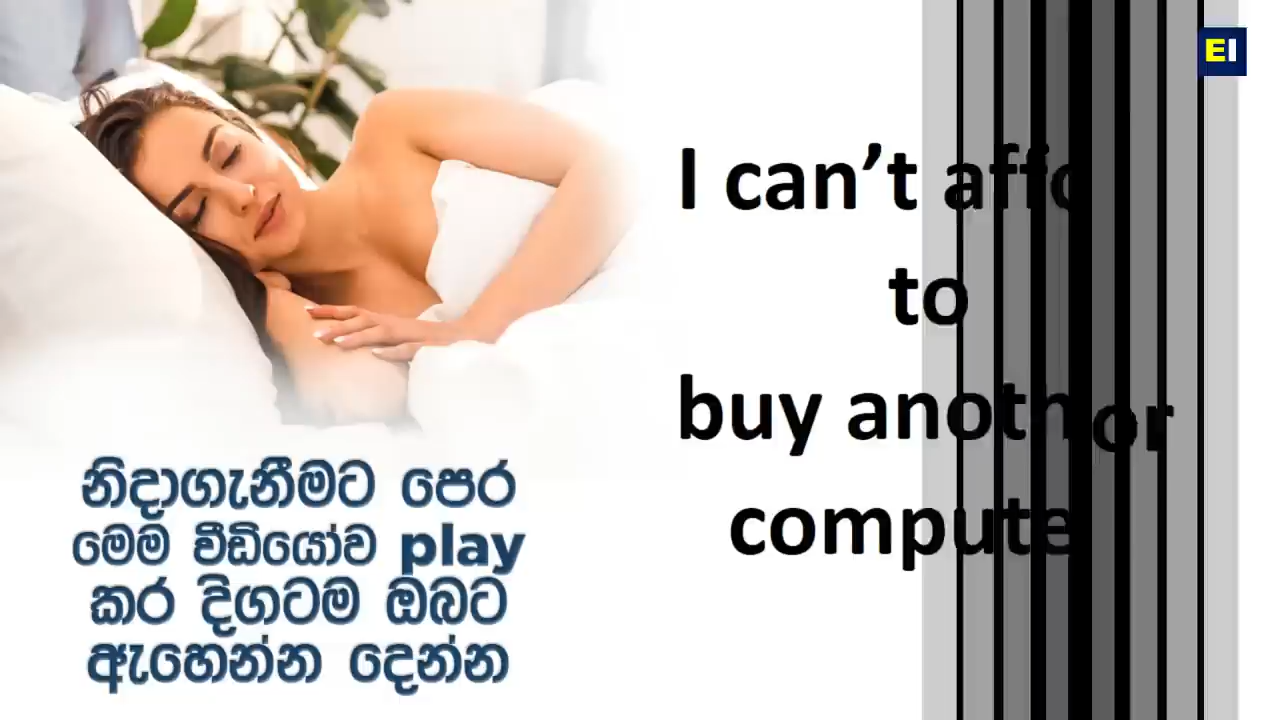 EI
I can’t
to
buy
නිදාගැනීමට පෙර
මෙම වීඩියෝව play
කර දිගටම ඔබට
ඇහෙන්න දෙන්න